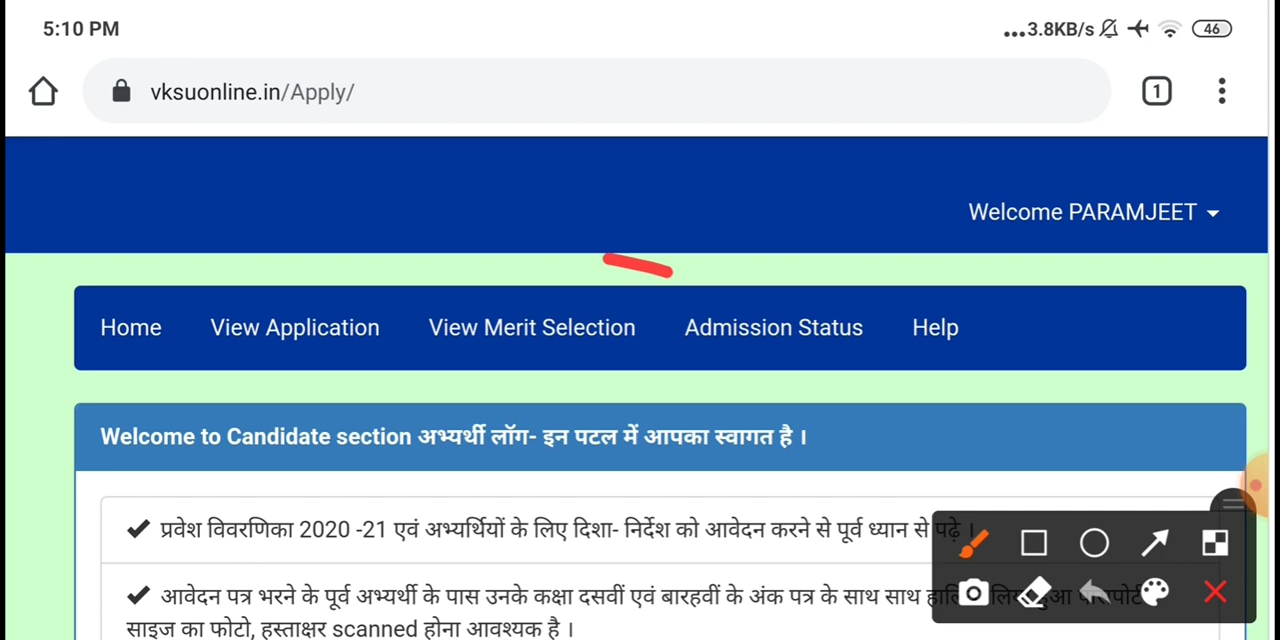 5:10 PM
...3.8KB/s 46
vksuonline.in/Apply/ 1
Welcome PARAMJEET
Home View Application View Merit Selection Admission Status Help
Welcome to Candidate section अभ्यर्थी लॉग- इन पटल में आपका स्वागत है ।
प्रवेश विवरणिका 2020 -21 एवं अभ्यर्थियों के लिए दिशा- निर्देश को आवेदन करने से पूर्व ध्यान से पढ़े ।
आवेदन पत्र भरने के पूर्व अभ्यर्थी के पास उनके कक्षा दसवीं एवं बारहवीं के अंक पत्र के साथ साथ
साइज का फोटो, हस्ताक्षर scanned होना आवश्यक है ।